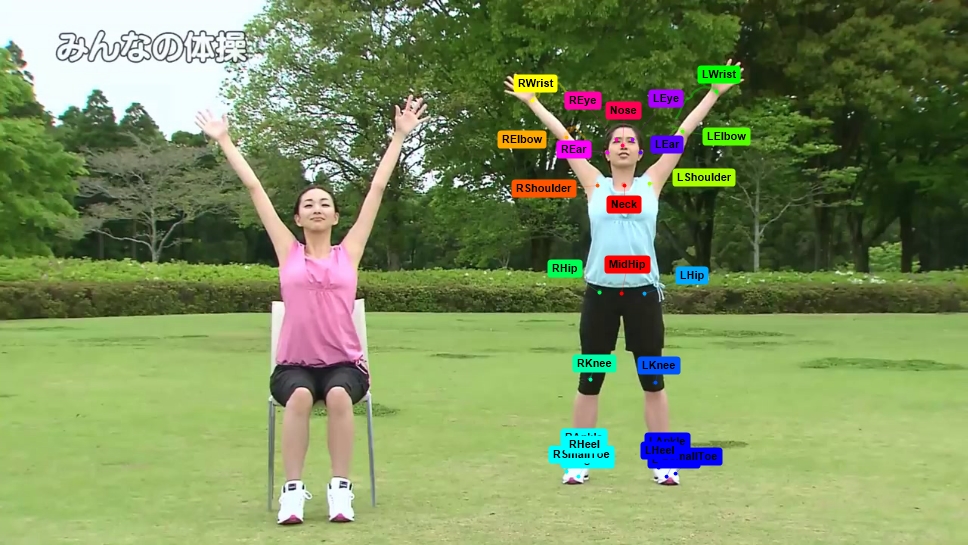 みんなの体操
RWrist
LWrist
REye
Nose
LEye
RElbow
REar
LEar
LElbow
RShoulder
LShoulder
Neck
RHip
MidHip
LHip
RKnee
LKnee
RHeel
LHeel